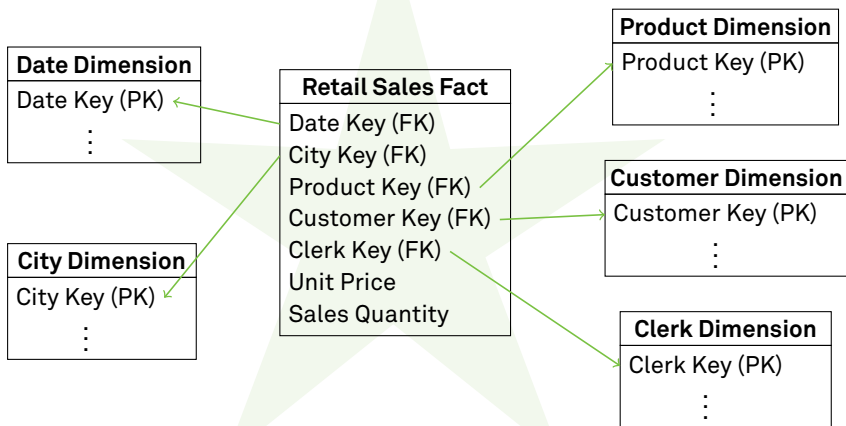 Date Dimension
Date Key (PK)
⋮
City Dimension
City Key (PK)
⋮
Retail Sales Fact
Date Key (FK)
City Key (FK)
Product Key (FK)
Customer Key (FK)
Clerk Key (FK)
Unit Price
Sales Quantity
Product Dimension
Product Key (PK)
⋮
Customer Dimension
Customer Key (PK)
⋮
Clerk Dimension
Clerk Key (PK)
⋮